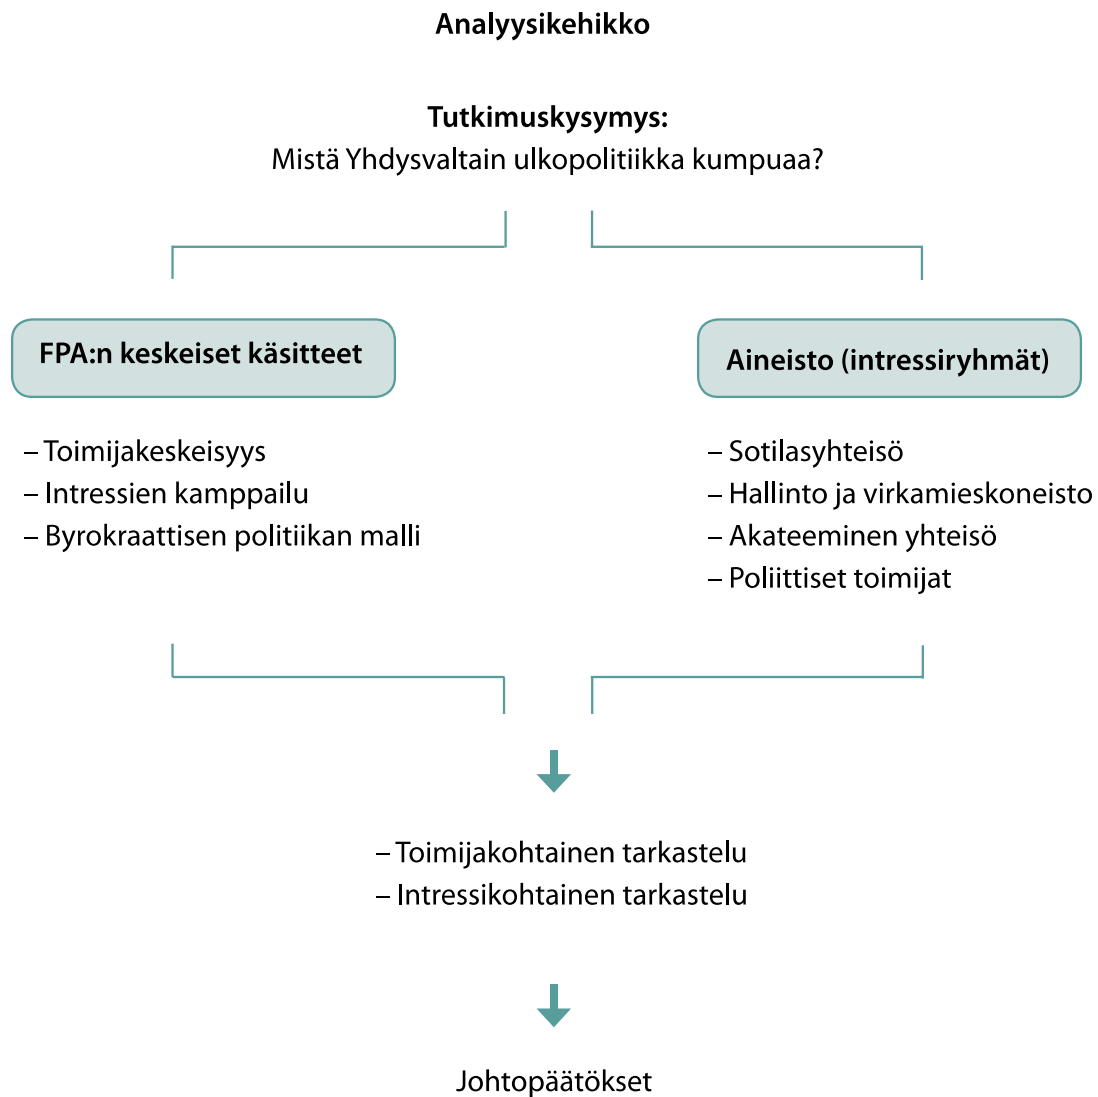 Analyysikehikko
Tutkimuskysymys:
Mistä Yhdysvaltain ulkopolitiikka kumpuaa?
FPA:n keskeiset käsitteet
– Toimijakeskeisyys
– Intressien kamppailu
– Byrokraattisen politiikan malli
Aineisto (intressiryhmät)
– Sotilasyhteisö
– Hallinto ja virkamieskoneisto
– Akateeminen yhteisö
– Poliittiset toimijat
– Toimijakohtainen tarkastelu
– Intressikohtainen tarkastelu
Johtopäätökset